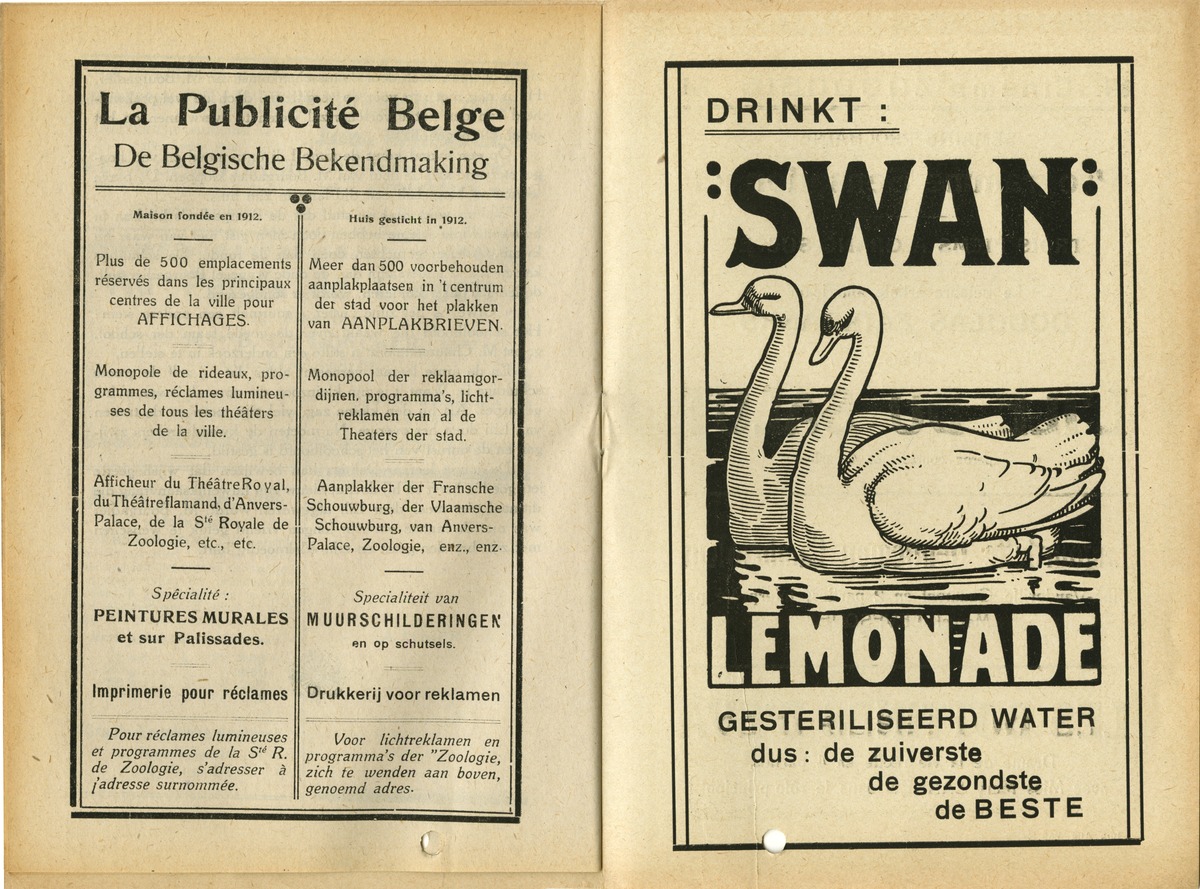 La Publicité Belge
De Belgische Bekendmaking
Maison fondée en 1912.
Plus de 500 emplacements
réservés dans les principaux
centres de la ville pour
AFFICHAGES.
Monopole de rideaux, pro-
grammes, réclames lumineu-
ses de tous les théâters
de la ville.
Afficheur du Théâtre Royal,
du Théâtre flamand, d'Anvers-
Palace, de la Sté Royale de
Zoologie, etc., etc.
Spécialité :
PEINTURES MURALES
et sur Palissades.
Imprimerie pour réclames
Pour réclames lumineuses
et programmes de la Sté R.
de Zoologie, s'adresser à
l'adresse surnommée.
Huis gesticht in 1912.
Meer dan 500 voorbehouden
aanplakplaatsen in 't centrum
der stad voor het plakken
van AANPLAKBRIEVEN.
Monopool der reklaamgor-
dijnen, programma's, licht-
reklamen van al de
Theaters der stad.
Aanplakker der Fransche
Schouwburg, der Vlaamsche
Schouwburg, van Anvers-
Palace, Zoologie, enz., enz.
Specialiteit van
MUURSCHILDERINGEN
en op schutsels.
Drukkerij voor reklamen
Voor lichtreklamen en
programma's der "Zoologie,
zich te wenden aan boven,
genoemd adres.
DRINKT :
:SWAN:
LEMONADE
GESTERILISEERD WATER
dus : de zuiverste
de gezondste
de BESTE